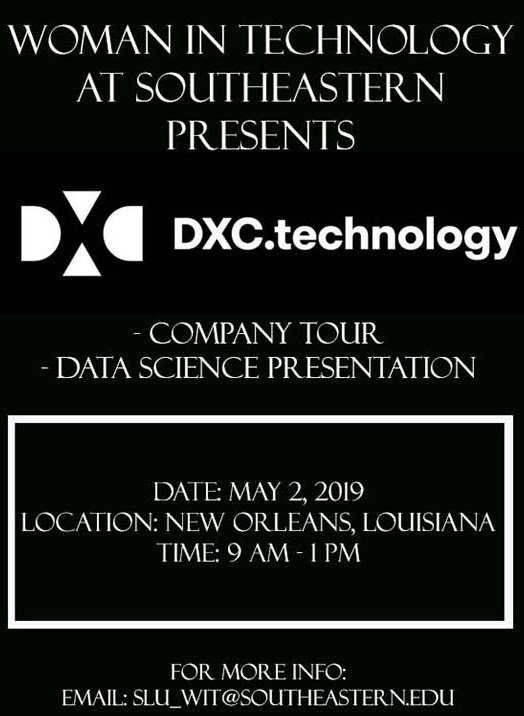 WOMAN IN TECHNOLOGY
AT SOUTHEASTERN
PRESENTS
DXC.technology
- COMPANY TOUR
- DATA SCIENCE PRESENTATION
DATE: MAY 2, 2019
LOCATION: NEW ORLEANS, LOUISIANA
TIME: 9 AM - 1 PM
FOR MORE INFO:
EMAIL: SLU_WIT@SOUTHEASTERN.EDU